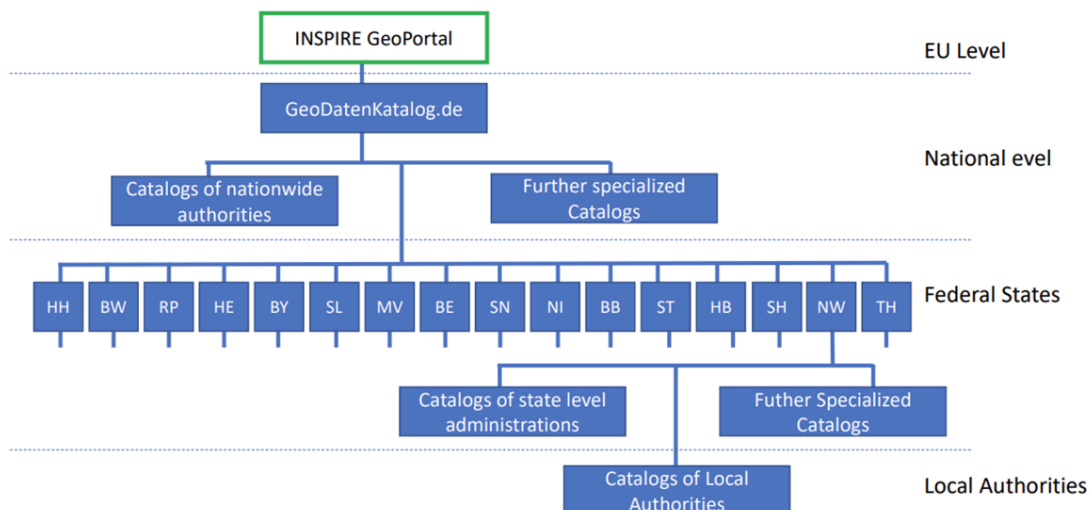 INSPIRE GeoPortal
EU Level
GeoDatenKatalog.de
National evel
Catalogs of nationwide
authorities
Further specialized
Catalogs
Federal States
HH BW RP HE BY SL MV BE SN NI BB ST HB SH NW TH
Catalogs of state level
administrations
Futher Specialized
Catalogs
Catalogs of Local
Authorities
Local Authorities